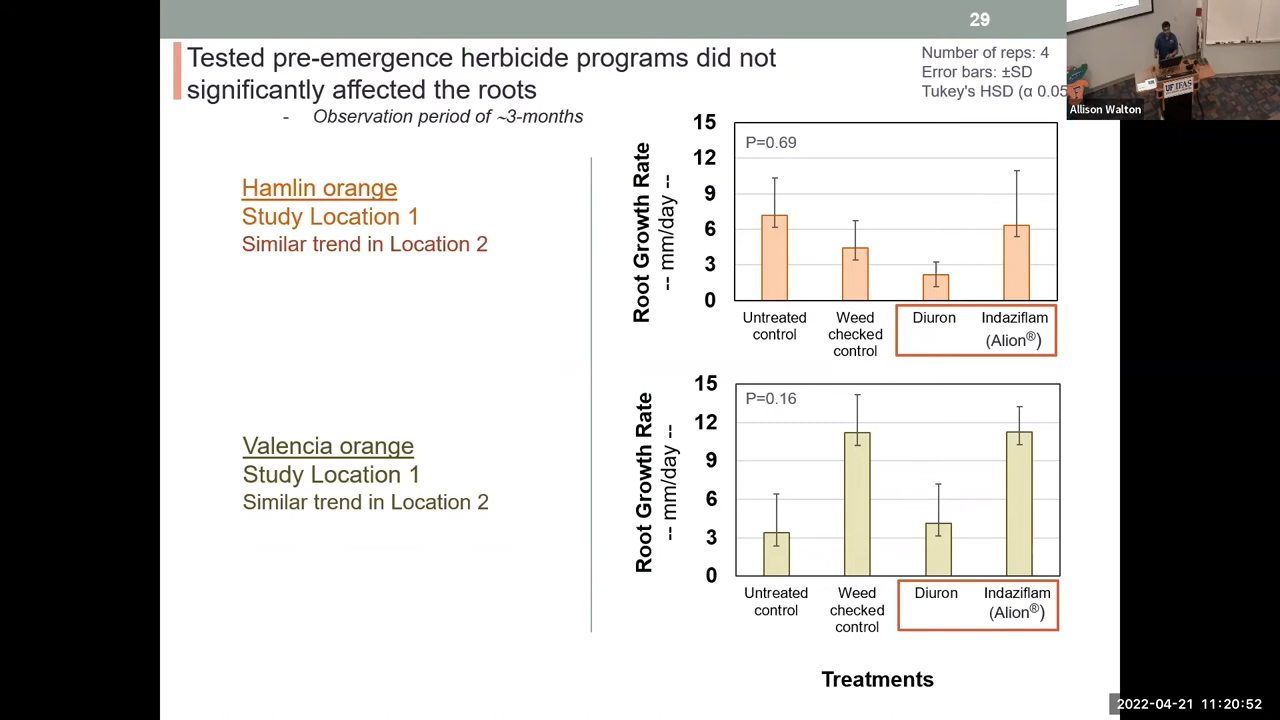 29
Tested pre-emergence herbicide programs did not
significantly affected the roots
- Observation period of ~3-months
Number of reps: 4
Error bars: ±SD
Tukey's HSD (α 0.05
UF IFAS
Allison Walton
Hamlin orange
Study Location 1
Similar trend in Location 2
Root Growth Rate
-- mm/day --
15
12
9
6
3
0
P=0.69
Untreated
control
Weed
checked
control
Diuron
Indaziflam
(Alion®)
Valencia orange
Study Location 1
Similar trend in Location 2
Root Growth Rate
-- mm/day --
15
12
9
6
3
0
P=0.16
Untreated
control
Weed
checked
control
Diuron
Indaziflam
(Alion®)
Treatments
2022-04-21 11:20:52